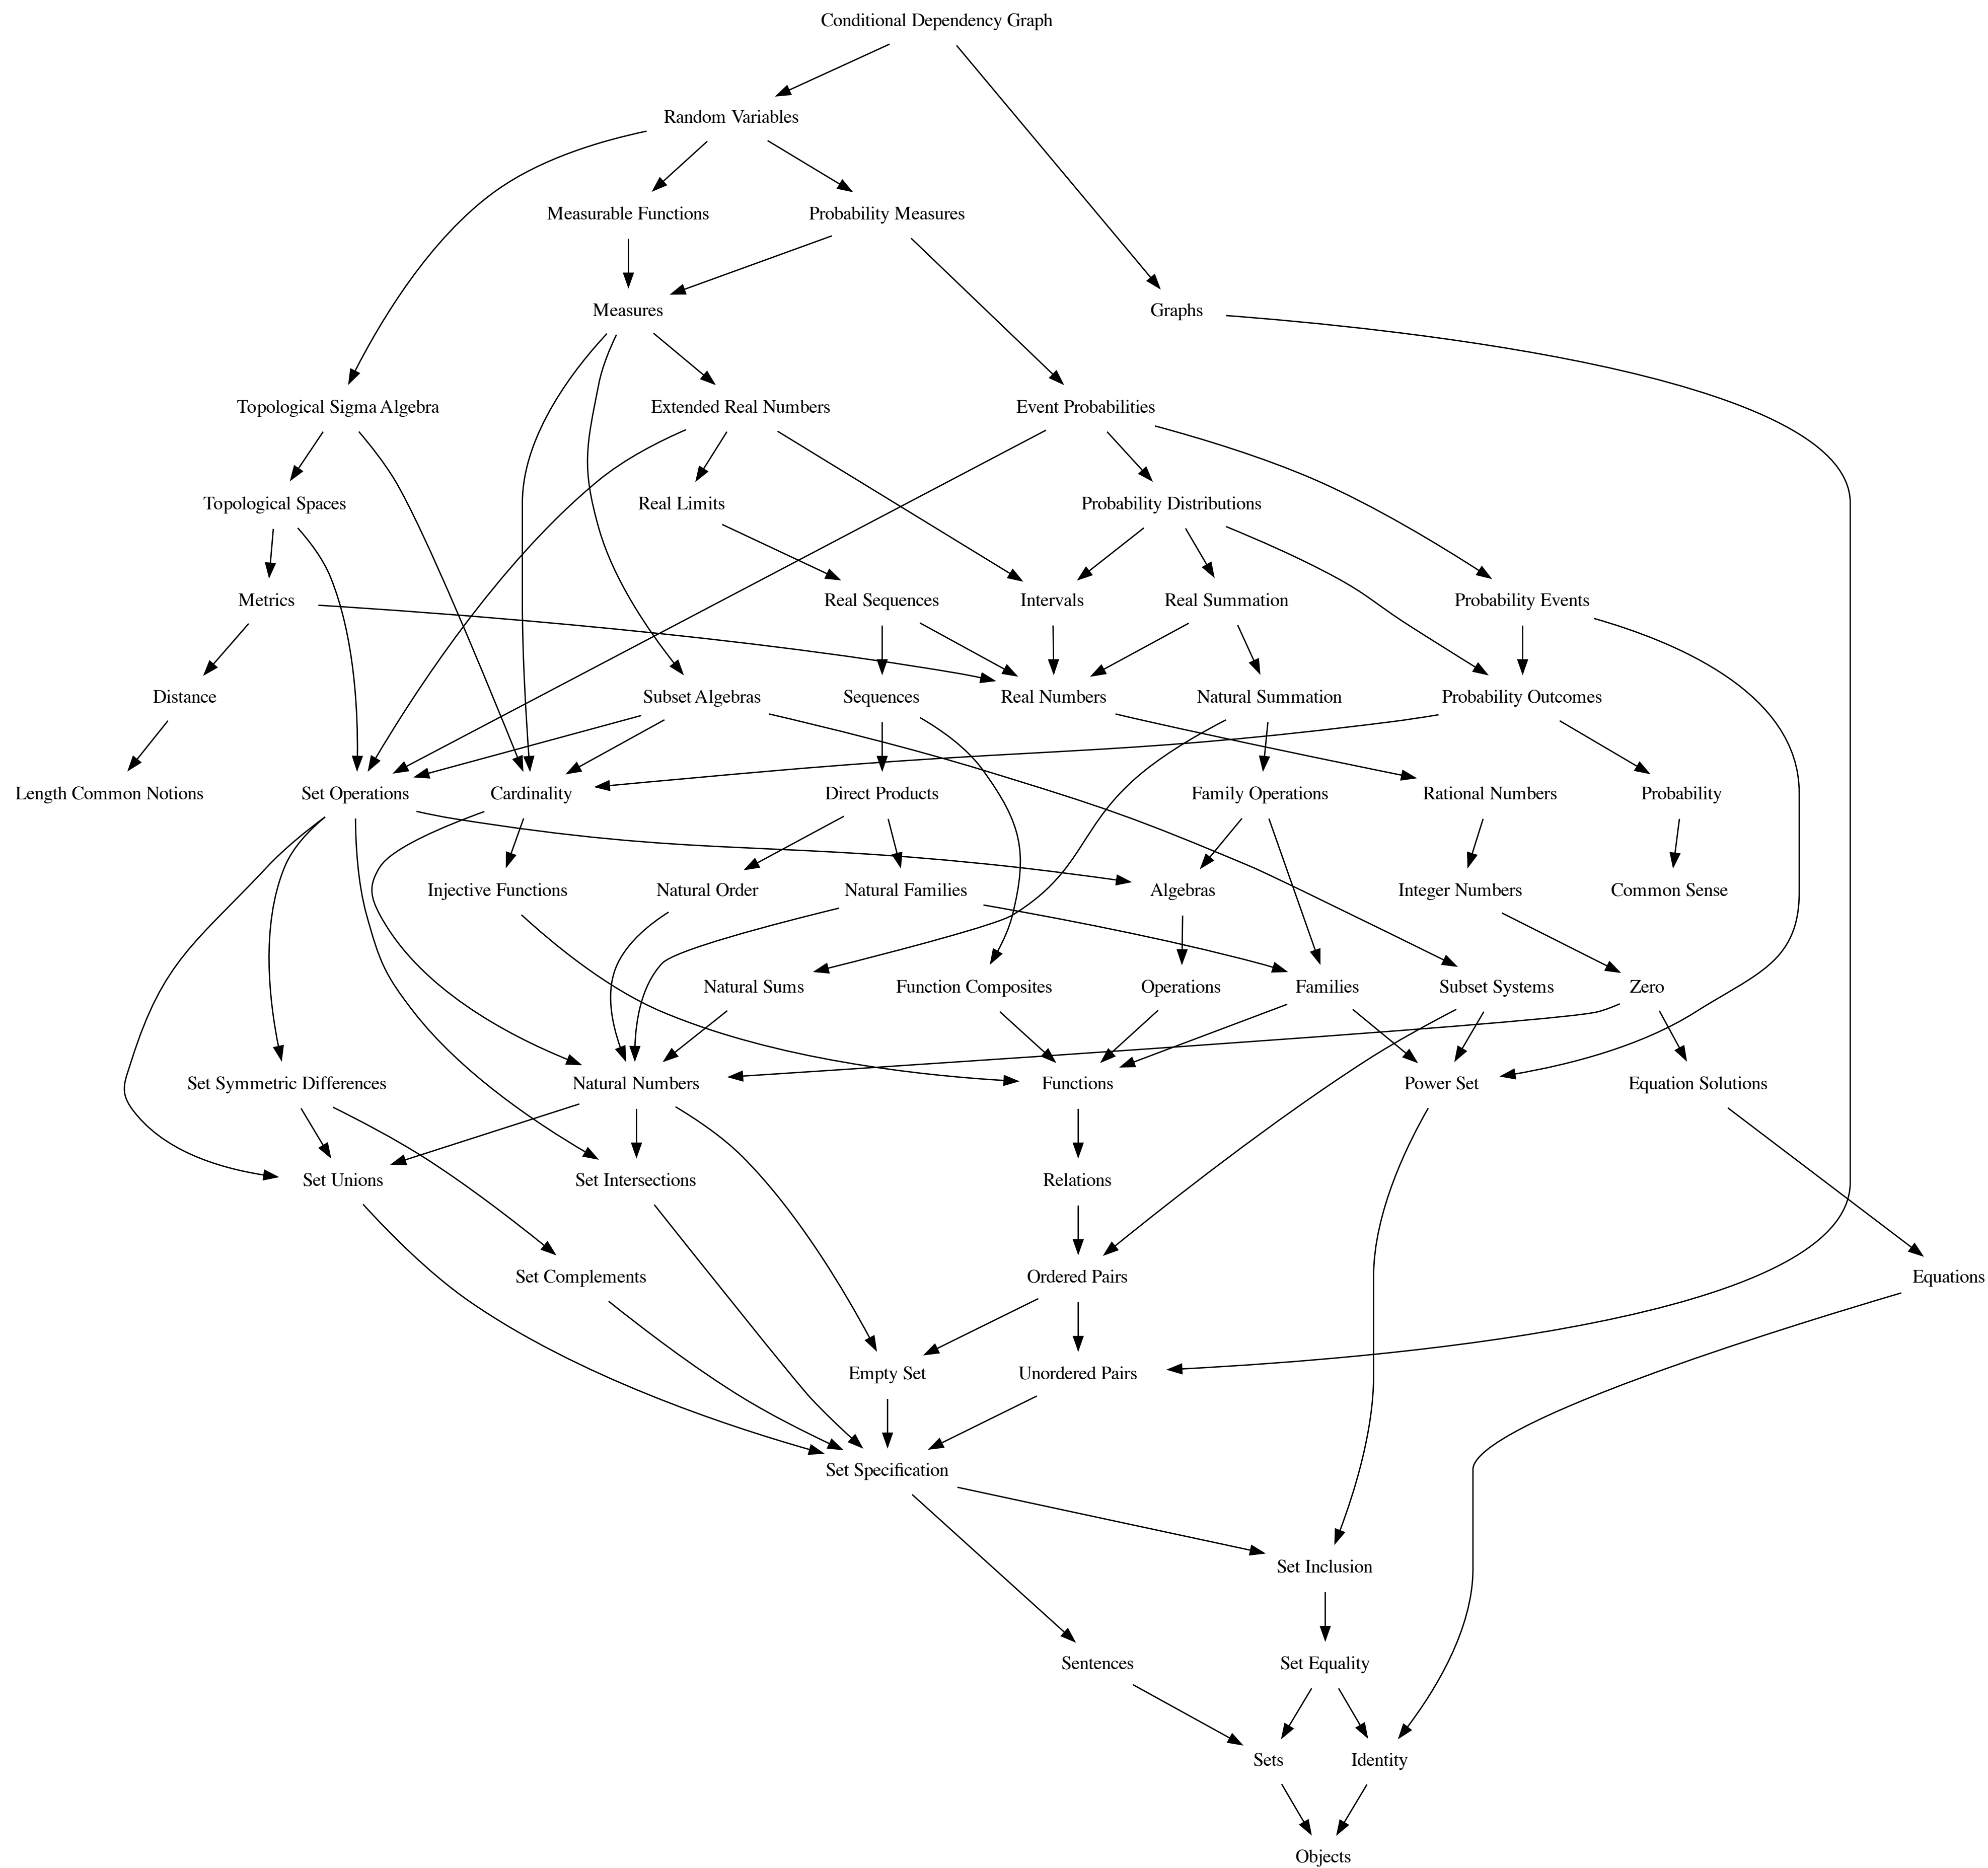 Conditional Dependency Graph
Random Variables
Measurable Functions
Probability Measures
Measures
Graphs
Topological Sigma Algebra
Extended Real Numbers
Event Probabilities
Topological Spaces
Real Limits
Probability Distributions
Metrics
Real Sequences
Intervals
Real Summation
Probability Events
Distance
Subset Algebras
Sequences
Real Numbers
Natural Summation
Probability Outcomes
Length Common Notions
Set Operations
Cardinality
Direct Products
Family Operations
Rational Numbers
Probability
Injective Functions
Natural Order
Natural Families
Algebras
Integer Numbers
Common Sense
Natural Sums
Function Composites
Operations
Families
Subset Systems
Zero
Set Symmetric Differences
Natural Numbers
Functions
Power Set
Equation Solutions
Set Unions
Set Intersections
Relations
Set Complements
Ordered Pairs
Equations
Empty Set
Unordered Pairs
Set Specification
Set Inclusion
Sentences
Set Equality
Sets
Identity
Objects